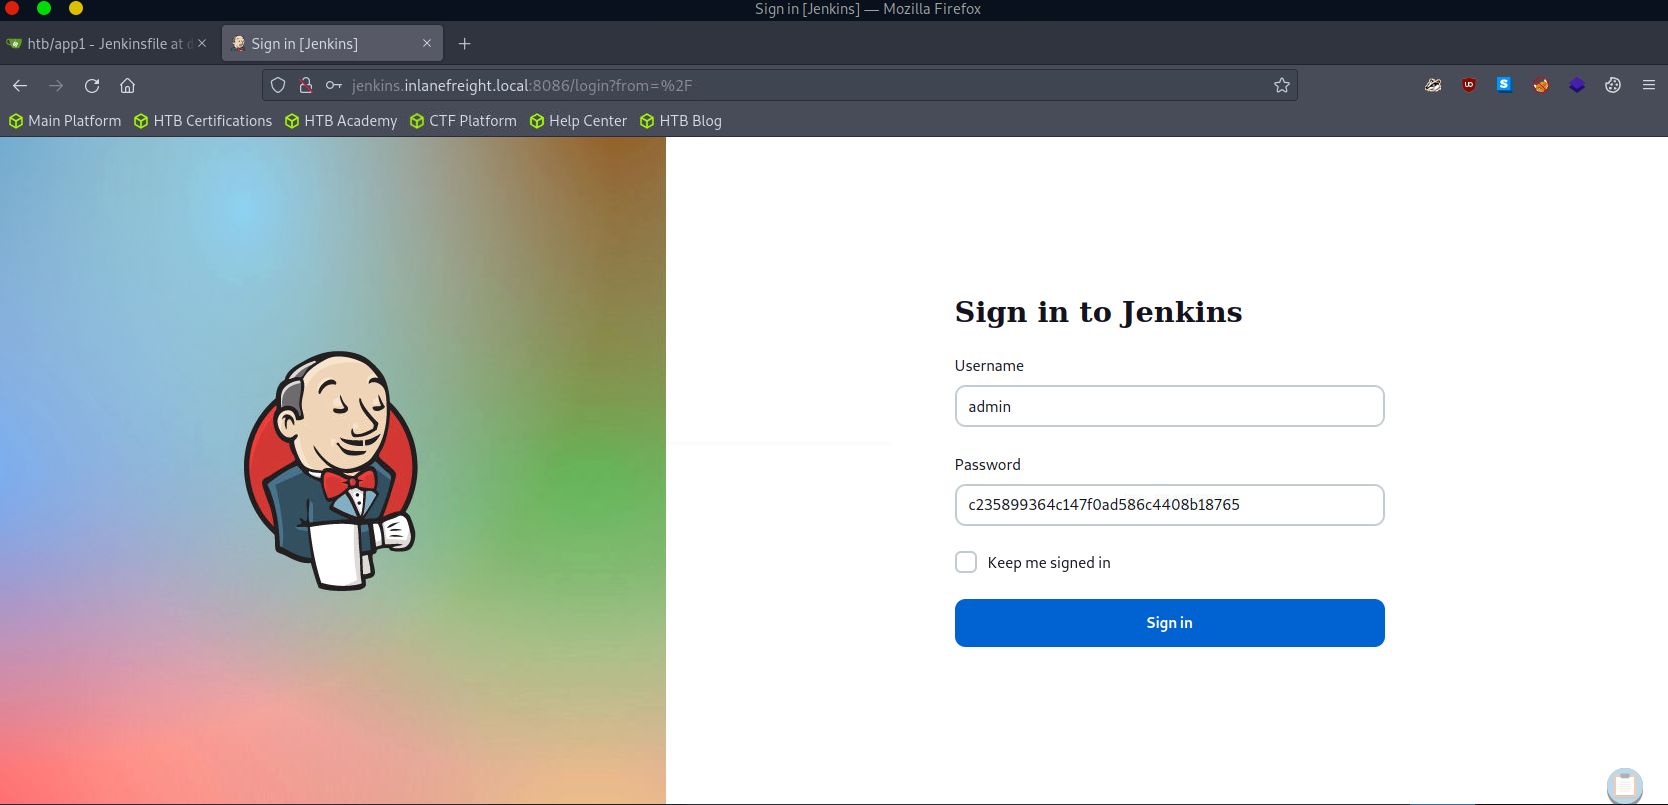 Sign in [Jenkins] — Mozilla Firefox
htb/app1 - Jenkinsfile at d
Sign in [Jenkins]
jenkins.inlanefreight.local:8086/login?from=%2F
Main Platform HTB Certifications HTB Academy CTF Platform Help Center HTB Blog
Sign in to Jenkins
Username
admin
Password
c235899364c147f0ad586c4408b18765
Keep me signed in
Sign in